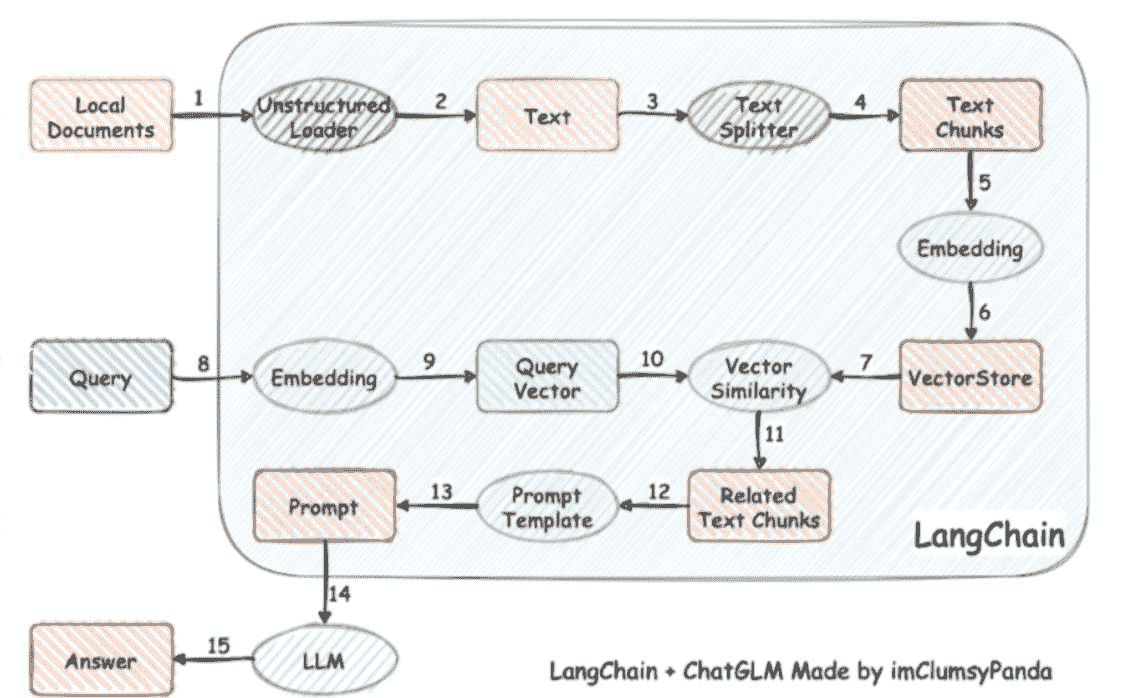 Local
Documents
1
Unstructured
Loader
2
Text
3
Text
Splitter
4
Text
Chunks
5
Embedding
6
Query
8
Embedding
9
Query
Vector
10
Vector
Similarity
7
VectorStore
11
Prompt
13
Prompt
Template
12
Related
Text Chunks
LangChain
14
Answer
15
LLM
LangChain + ChatGLM Made by imClumsyPanda